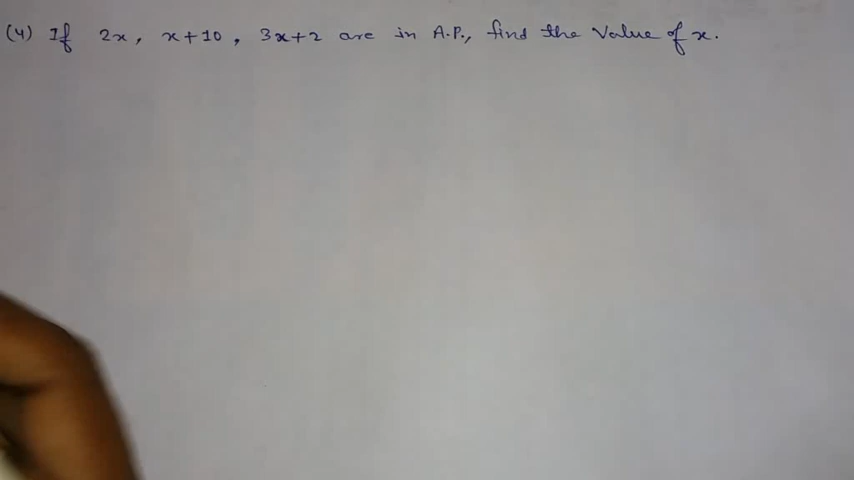 (4) If 2x, x+10, 3x+2 are in A.P., find the Value of x.